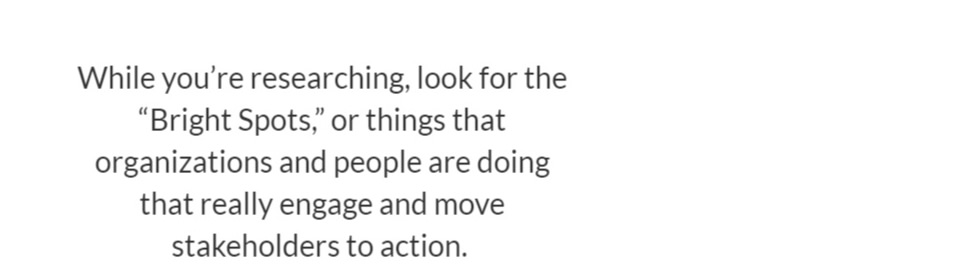 While you’re researching, look for the
“Bright Spots,” or things that
organizations and people are doing
that really engage and move
stakeholders to action.